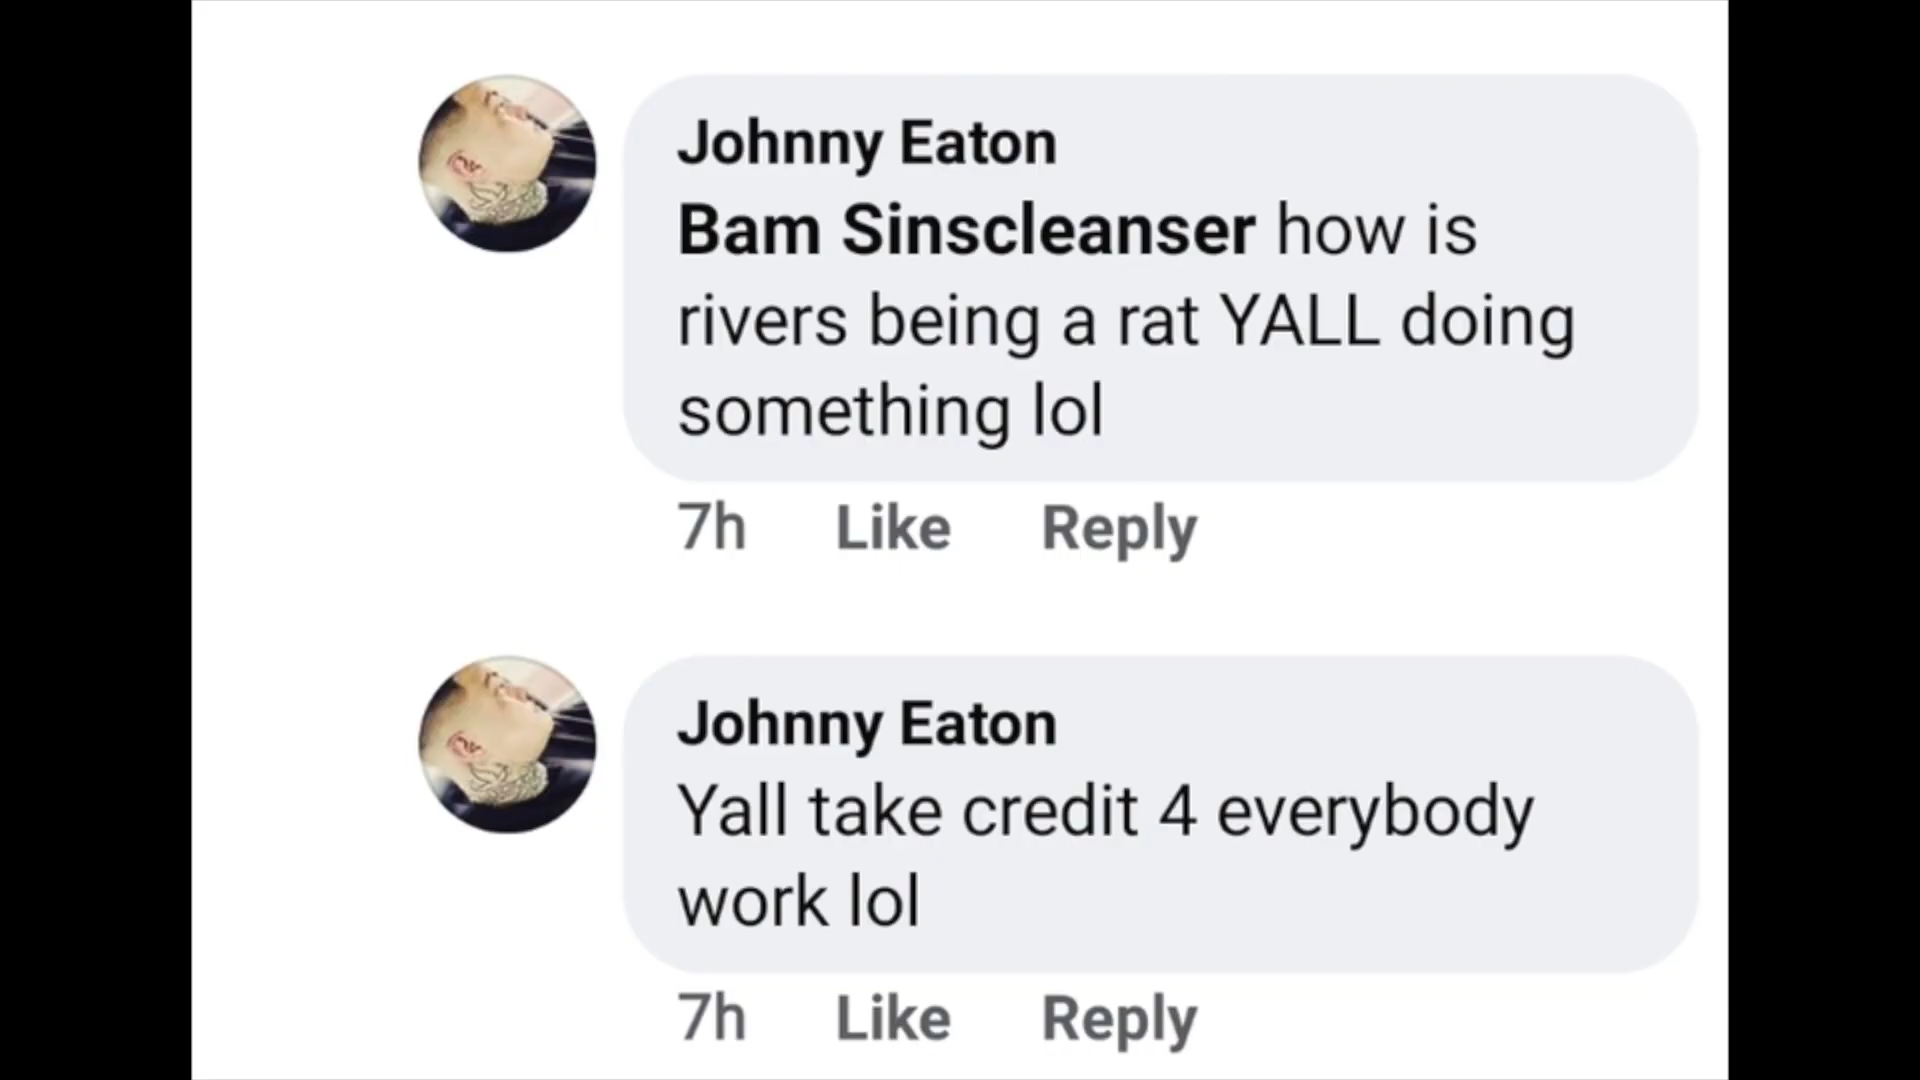 Johnny Eaton
Bam Sinscleanser how is
rivers being a rat YALL doing
something lol
7h Like Reply
Johnny Eaton
Yall take credit 4 everybody
work lol
7h Like Reply